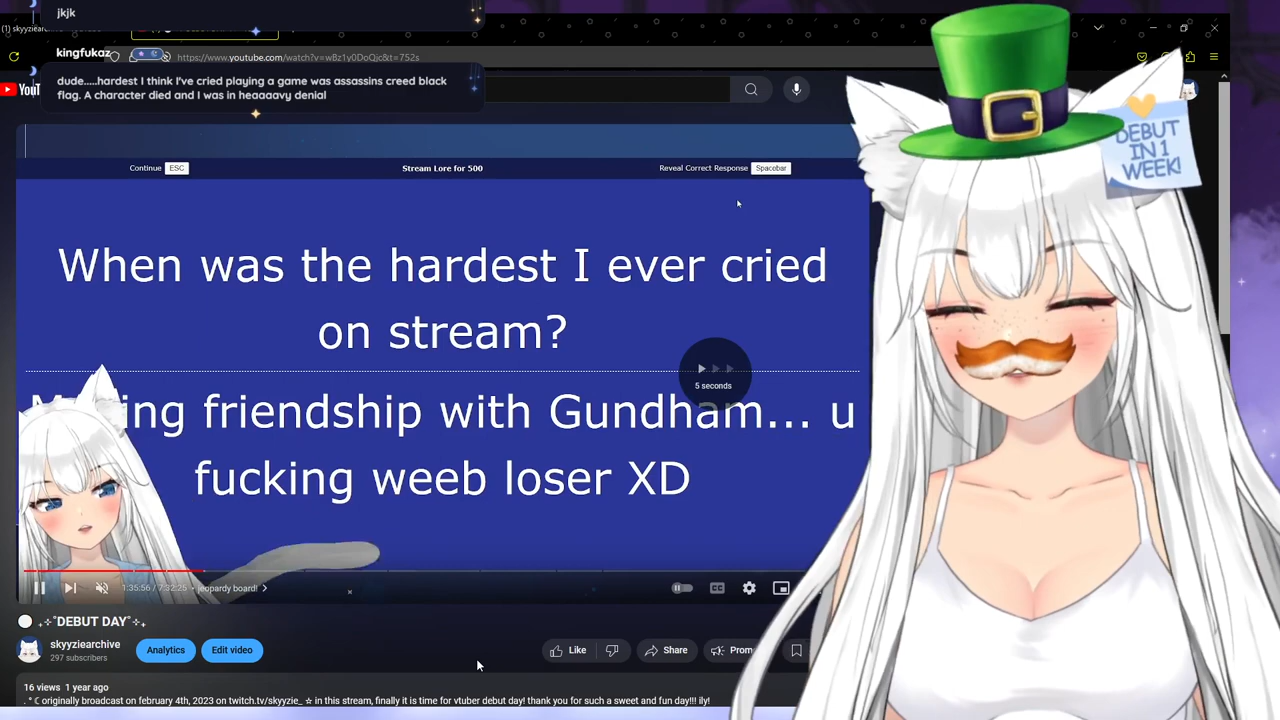 jkjk
(1) skyyziearchive
kingfukaz
https://www.youtube.com/watch?v=wBz1y0DoQjc&t=752s
dude....hardest I think I've cried playing a game was assassins creed black
flag. A character died and I was in heaaaavy denial
Continue ESC Stream Lore for 500 Reveal Correct Response Spacebar
DEBUT
IN 1
WEEK!
When was the hardest I ever cried
on stream?
5 seconds
friendship with Gundham... u
fucking weeb loser XD
1:35:56 / 7:32:25 • jeopardy board!
₊⊹˚DEBUT DAY˚⊹₊
skyyziearchive
297 subscribers
Analytics Edit video Like Share Prom
16 views 1 year ago
. ° ☾ originally broadcast on february 4th, 2023 on twitch.tv/skyyzie_ ☆ in this stream, finally it is time for vtuber debut day! thank you for such a sweet and fun day!!! ily!